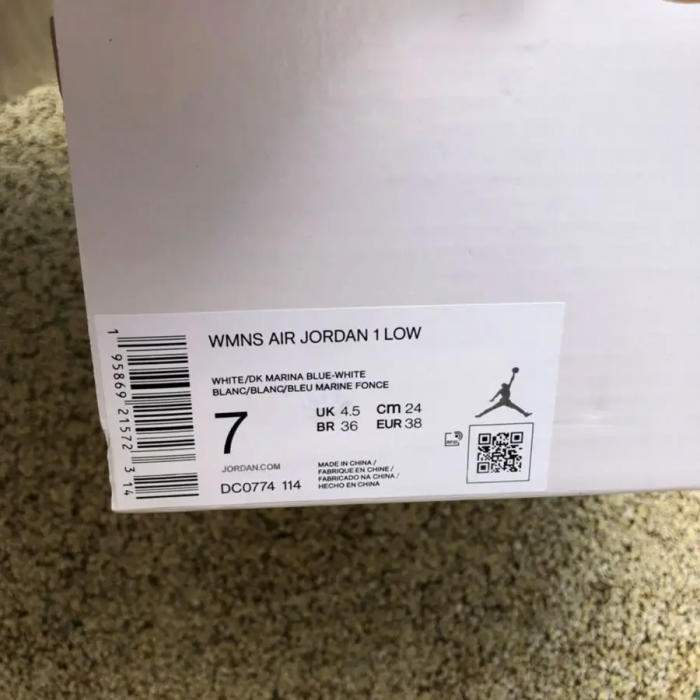 WMNS AIR JORDAN 1 LOW
WHITE/DK MARINA BLUE-WHITE
BLANC/BLANC/BLEU MARINE FONCE
7
UK 4.5 cm 24
BR 36 EUR 38
JORDAN.COM
DC0774 114
MADE IN CHINA /
FABRIQUE EN CHINE /
FABRICADO NA CHINA /
HECHO EN CHINA
1 95869 21572 3 14